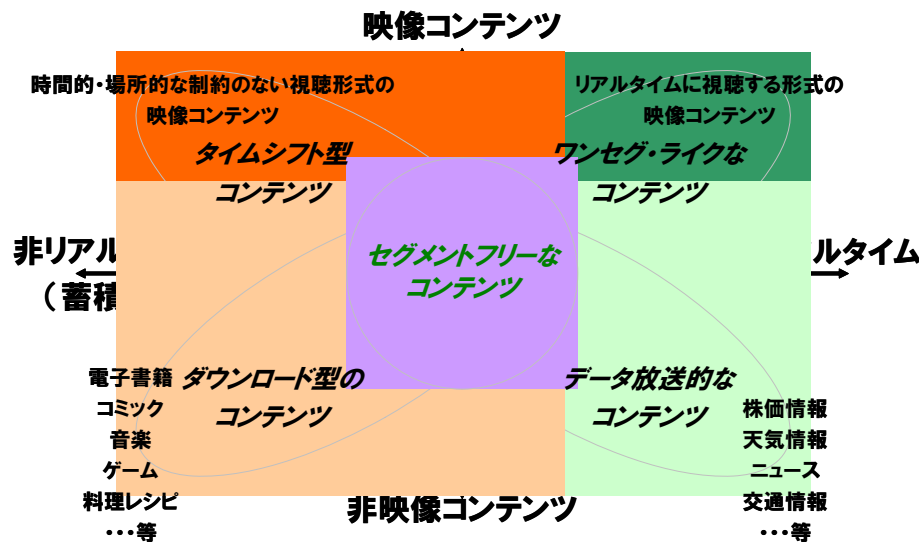 映像コンテンツ
時間的・場所的な制約のない視聴形式の
映像コンテンツ
タイムシフト型
コンテンツ
リアルタイムに視聴する形式の
映像コンテンツ
ワンセグ・ライクな
コンテンツ
非リアル
（蓄積
セグメントフリーな
コンテンツ
ルタイム
ダウンロード型の
コンテンツ
電子書籍
コミック
音楽
ゲーム
料理レシピ
・・・等
データ放送的な
コンテンツ
株価情報
天気情報
ニュース
交通情報
・・・等
非映像コンテンツ